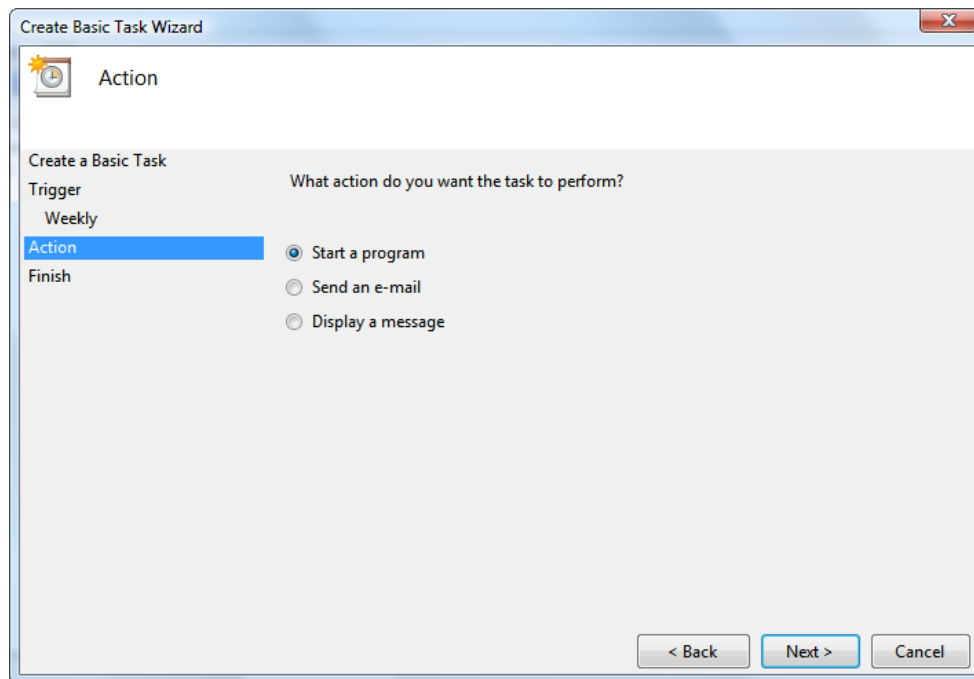 Create Basic Task Wizard
Action
Create a Basic Task
Trigger
Weekly
Action
Finish
What action do you want the task to perform?
Start a program
Send an e-mail
Display a message
< Back
Next >
Cancel